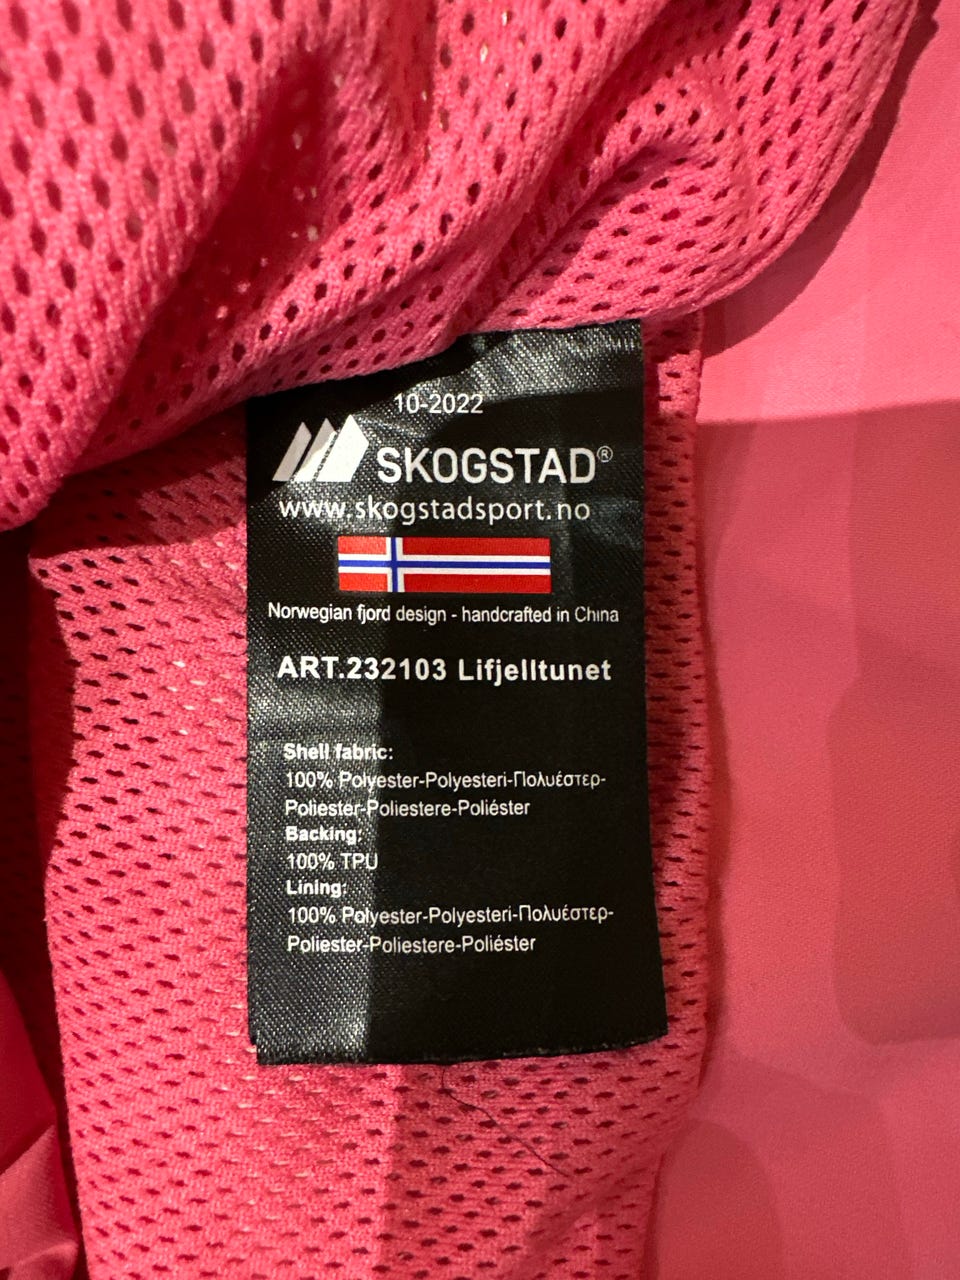 10-2022
SKOGSTAD®
www.skogstadsport.no
Norwegian fjord design - handcrafted in China
ART.232103 Lifjelltunet
Shell fabric:
100% Polyester-Polyesteri-Πολυέστερ-
Poliester-Poliestere-Poliéster
Backing:
100% TPU
Lining:
100% Polyester-Polyesteri-Πολυέστερ-
Poliester-Poliestere-Poliéster